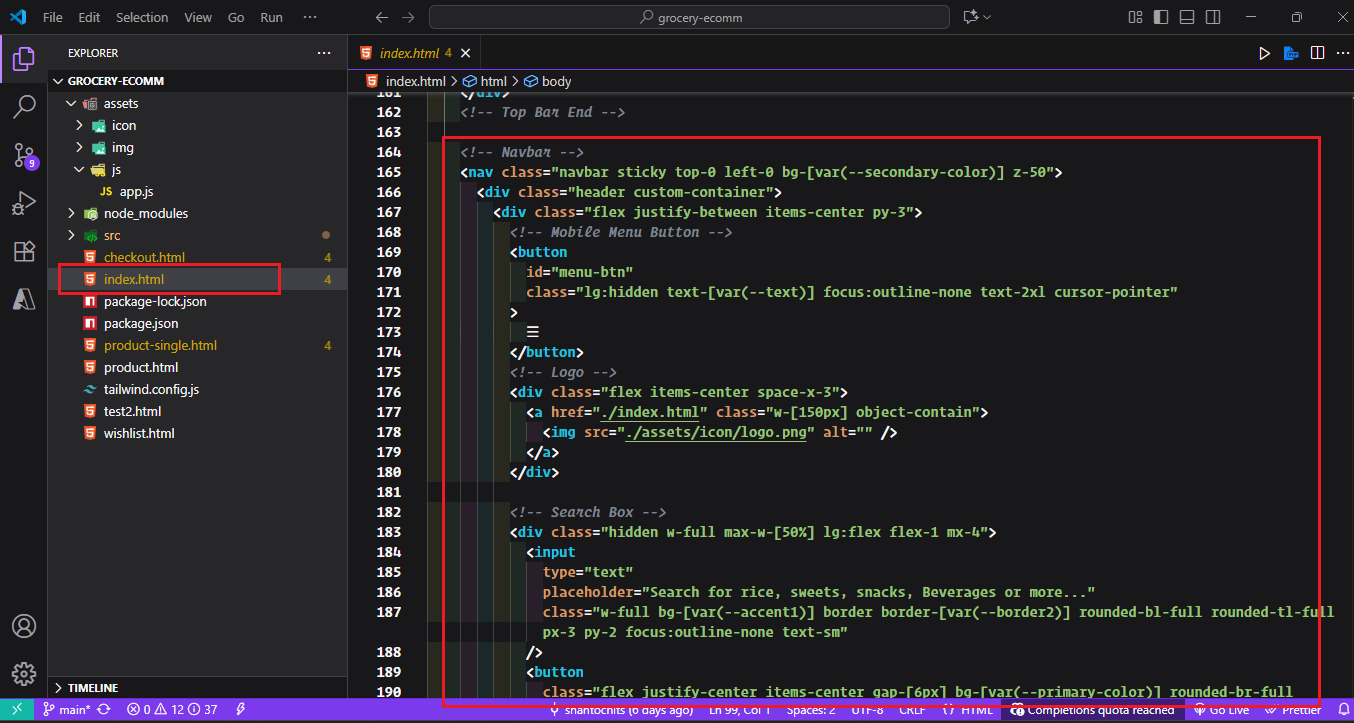 File Edit Selection View Go Run ··· grocery-ecomm
EXPLORER ···
GROCERY-ECOMM
assets
icon
img
js
JS app.js
node_modules
src
checkout.html 4
index.html 4
package-lock.json
package.json
product-single.html 4
product.html
tailwind.config.js
test2.html
wishlist.html
TIMELINE
9
index.html 4
index.html > html > body
161 </div>
162 <!-- Top Bar End -->
163
164 <!-- Navbar -->
165 <nav class="navbar sticky top-0 left-0 bg-[var(--secondary-color)] z-50">
166 <div class="header custom-container">
167 <div class="flex justify-between items-center py-3">
168 <!-- Mobile Menu Button -->
169 <button
170 id="menu-btn"
171 class="lg:hidden text-[var(--text)] focus:outline-none text-2xl cursor-pointer"
172 >
173 ☰
174 </button>
175 <!-- Logo -->
176 <div class="flex items-center space-x-3">
177 <a href="./index.html" class="w-[150px] object-contain">
178 <img src="./assets/icon/logo.png" alt="" />
179 </a>
180 </div>
181
182 <!-- Search Box -->
183 <div class="hidden w-full max-w-[50%] lg:flex flex-1 mx-4">
184 <input
185 type="text"
186 placeholder="Search for rice, sweets, snacks, Beverages or more..."
187 class="w-full bg-[var(--accent1)] border border-[var(--border2)] rounded-bl-full rounded-tl-full
px-3 py-2 focus:outline-none text-sm"
188 />
189 <button
190 class="flex justify-center items-center gap-[6px] bg-[var(--primary-color)] rounded-br-full
main* 0 12 37 shantochits (6 days ago) Ln 99, Col 1 Spaces: 2 UTF-8 CRLF {} HTML Completions quota reached Go Live Prettier